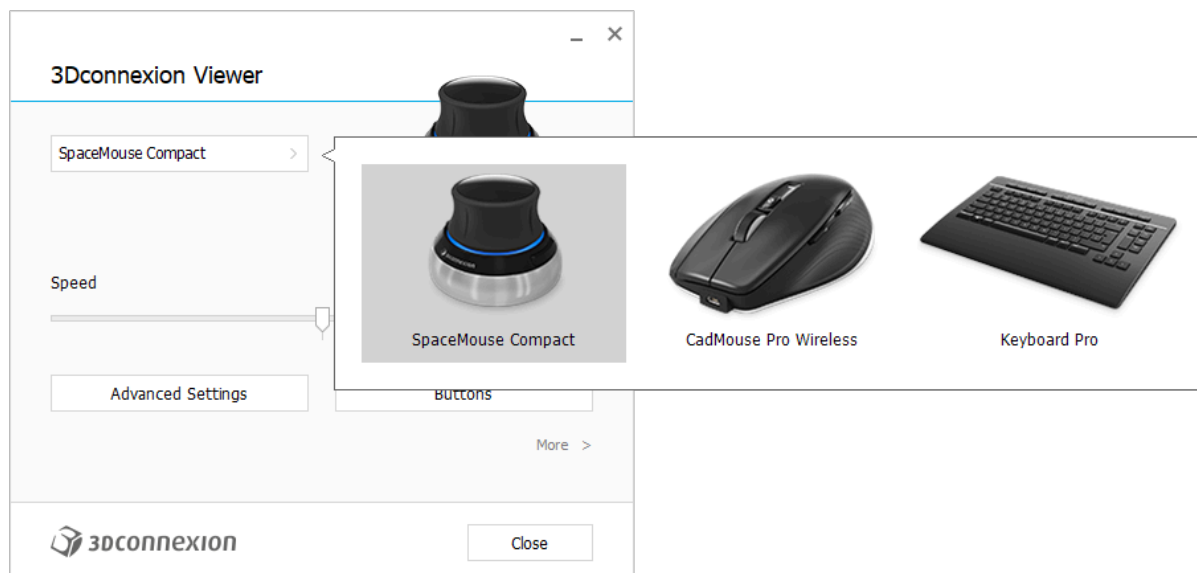 3Dconnexion Viewer
SpaceMouse Compact
Speed
SpaceMouse Compact
CadMouse Pro Wireless
Keyboard Pro
Advanced Settings
Buttons
More >
3Dconnexion
Close